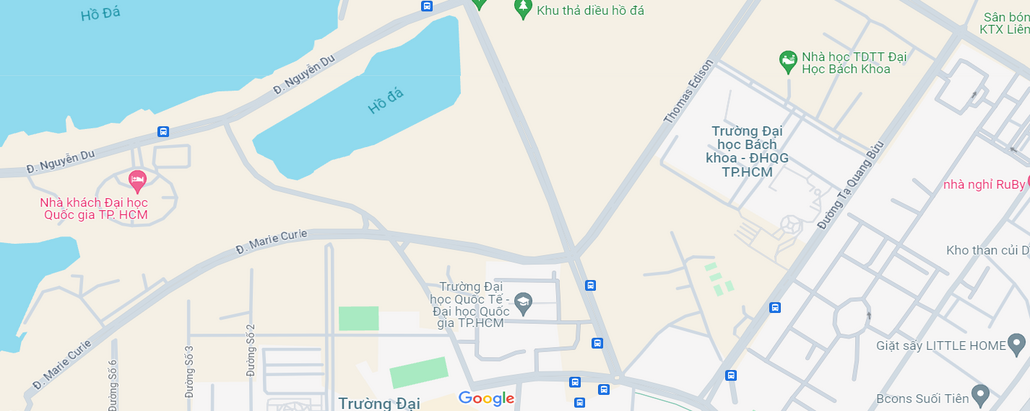 Hồ Đá
Khu thả diều hồ đá
Sân bón
KTX Liên
Nhà học TDTT Đại
Học Bách Khoa
Đ. Nguyễn Du
Hồ đá
Thomas Edison
Trường Đại
học Bách
khoa - ĐHQG
TP.HCM
Đường Tạ Quang Bửu
Đ. Nguyễn Du
Nhà khách Đại học
Quốc gia TP. HCM
nhà nghỉ RuBy
Đ. Marie Curie
Kho than củi D
Trường Đại
học Quốc Tế -
Đại học Quốc
gia TP.HCM
Đường Số 2
Đường Số 3
Đường Số 6
Đ. Marie Curie
Giặt sấy LITTLE HOME
Bcons Suối Tiên
Google
Trường Đại